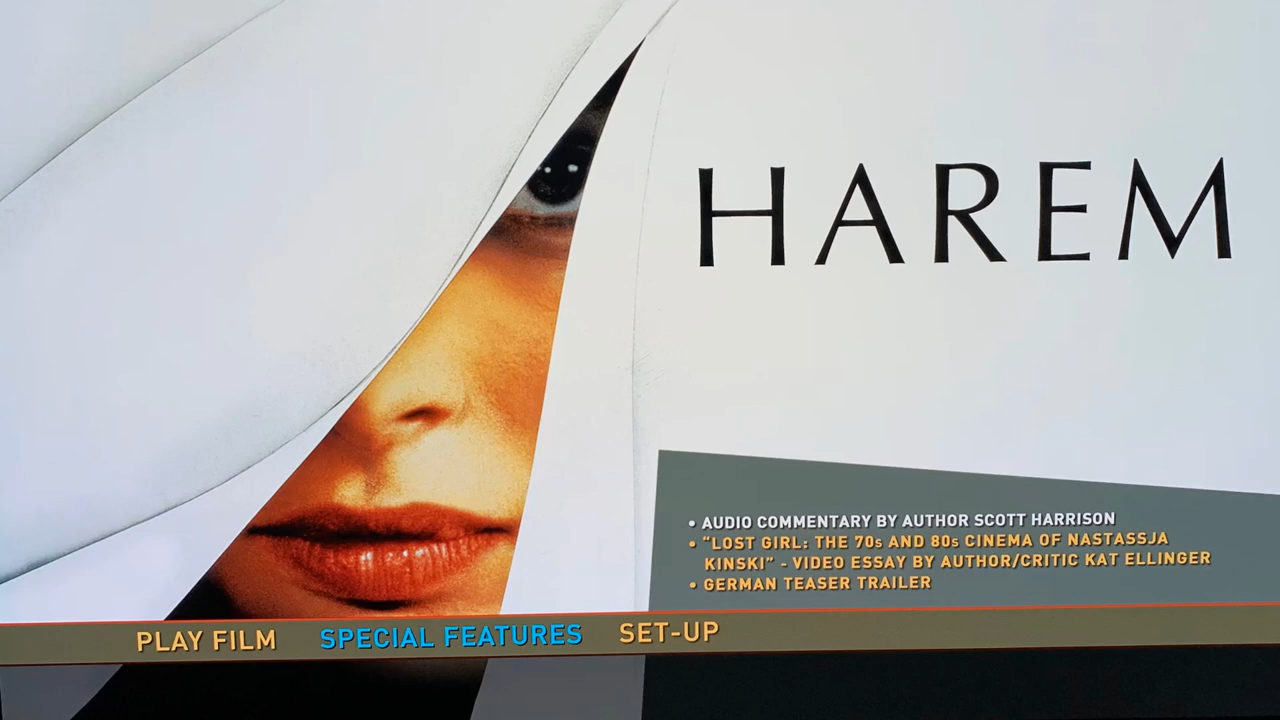 HAREM
• AUDIO COMMENTARY BY AUTHOR SCOTT HARRISON
• “LOST GIRL: THE 70s AND 80s CINEMA OF NASTASSJA
KINSKI” - VIDEO ESSAY BY AUTHOR/CRITIC KAT ELLINGER
• GERMAN TEASER TRAILER
PLAY FILM SPECIAL FEATURES SET-UP